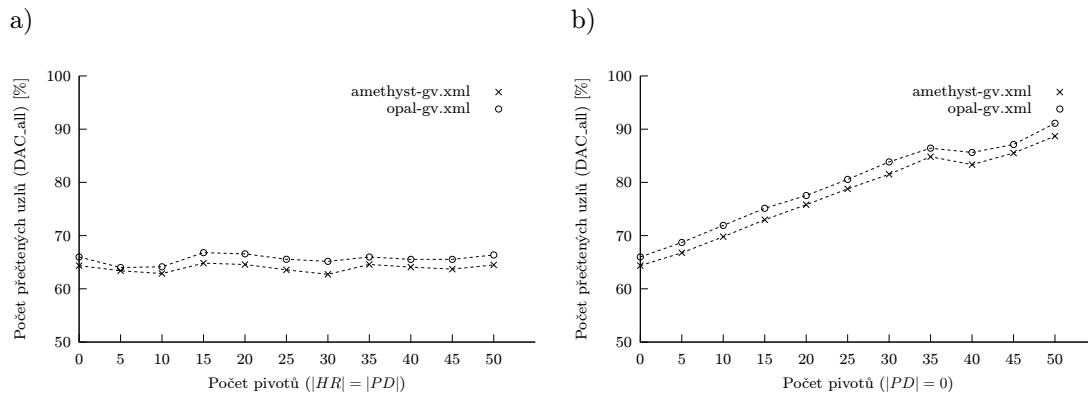 a)
Počet přečtených uzlů (DAC_all) [%]
100
90
80
70
60
50
amethyst-gv.xml
opal-gv.xml
0 5 10 15 20 25 30 35 40 45 50
Počet pivotů (|HR| = |PD|)
b)
Počet přečtených uzlů (DAC_all) [%]
100
90
80
70
60
50
amethyst-gv.xml
opal-gv.xml
0 5 10 15 20 25 30 35 40 45 50
Počet pivotů (|PD| = 0)